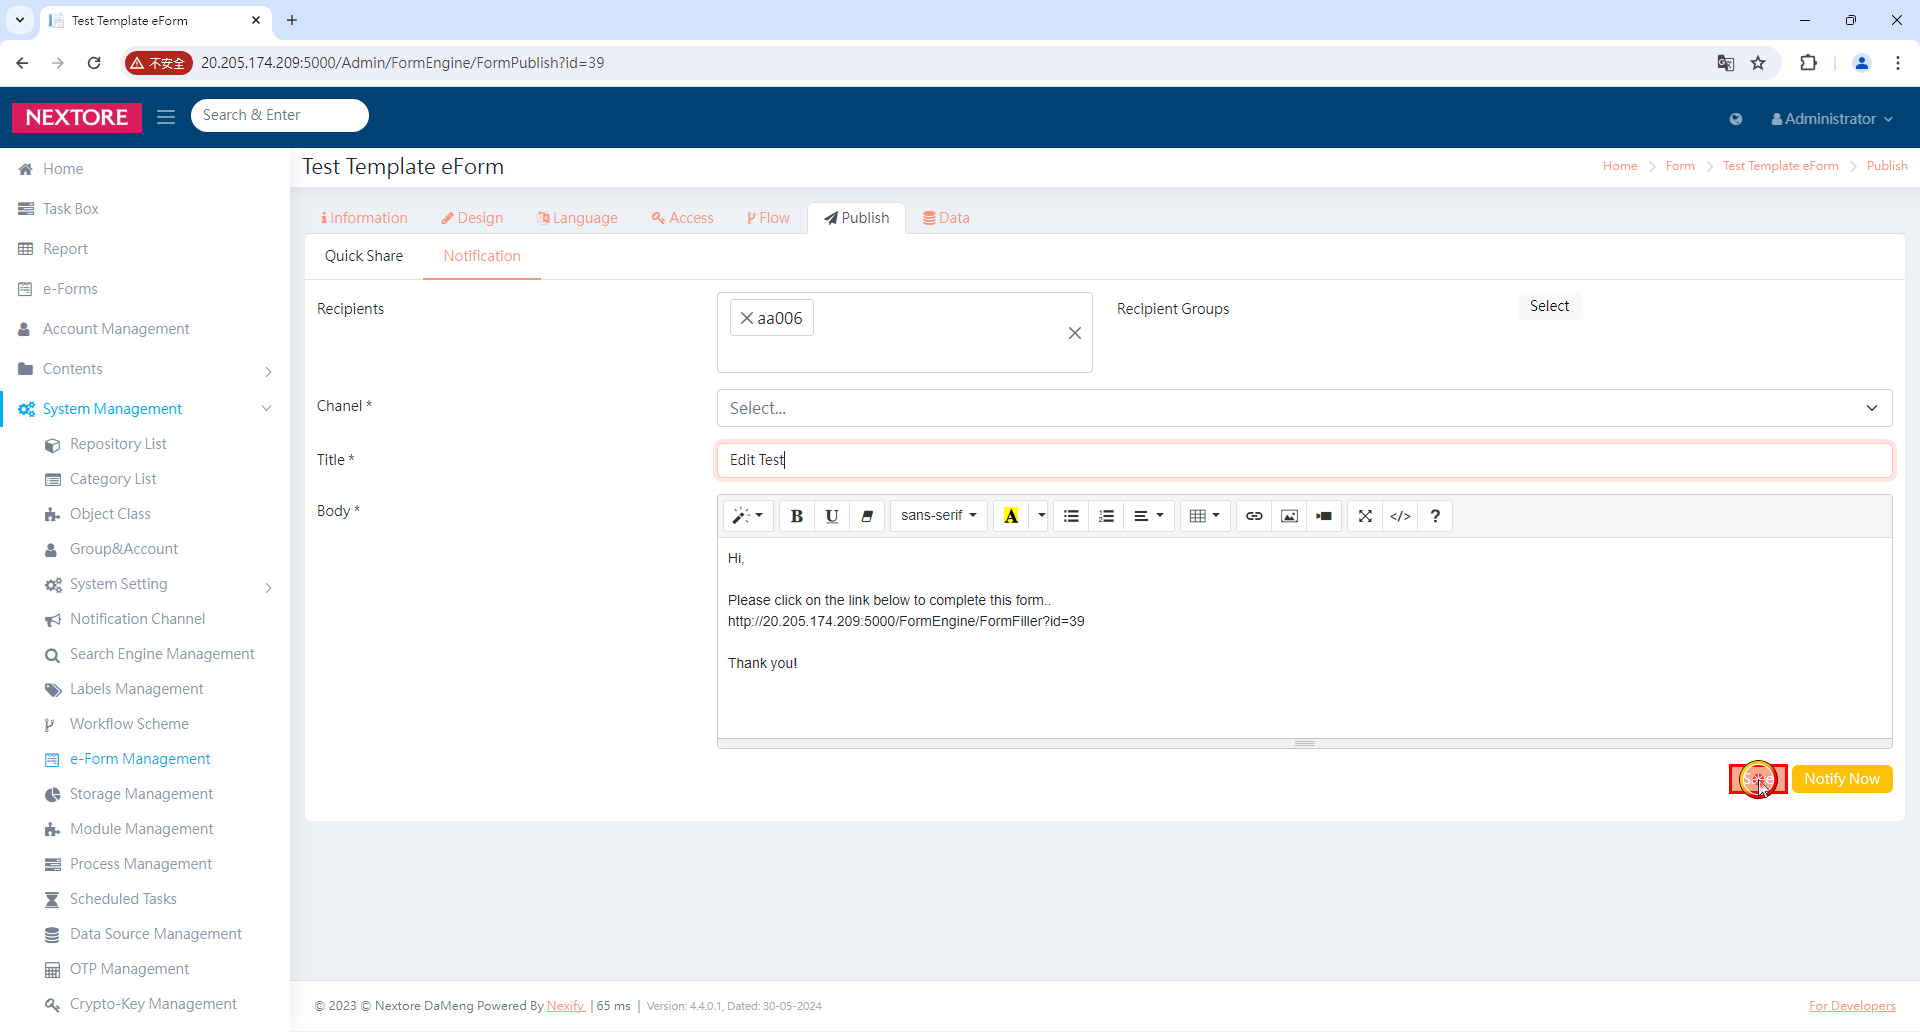 Test Template eForm
不安全
20.205.174.209:5000/Admin/FormEngine/FormPublish?id=39
NEXTORE
Search & Enter
Administrator
Home
Task Box
Report
e-Forms
Account Management
Contents
System Management
Repository List
Category List
Object Class
Group&Account
System Setting
Notification Channel
Search Engine Management
Labels Management
Workflow Scheme
e-Form Management
Storage Management
Module Management
Process Management
Scheduled Tasks
Data Source Management
OTP Management
Crypto-Key Management
Test Template eForm
Home > Form > Test Template eForm > Publish
Information Design Language Access Flow Publish Data
Quick Share Notification
Recipients
aa006
Recipient Groups
Select
Chanel *
Select...
Title *
Edit Test
Body *
B U sans-serif A </> ?
Hi,
Please click on the link below to complete this form..
http://20.205.174.209:5000/FormEngine/FormFiller?id=39
Thank you!
Notify Now
© 2023 © Nextore DaMeng Powered By Nexify | 65 ms | Version: 4.4.0.1, Dated: 30-05-2024
For Developers